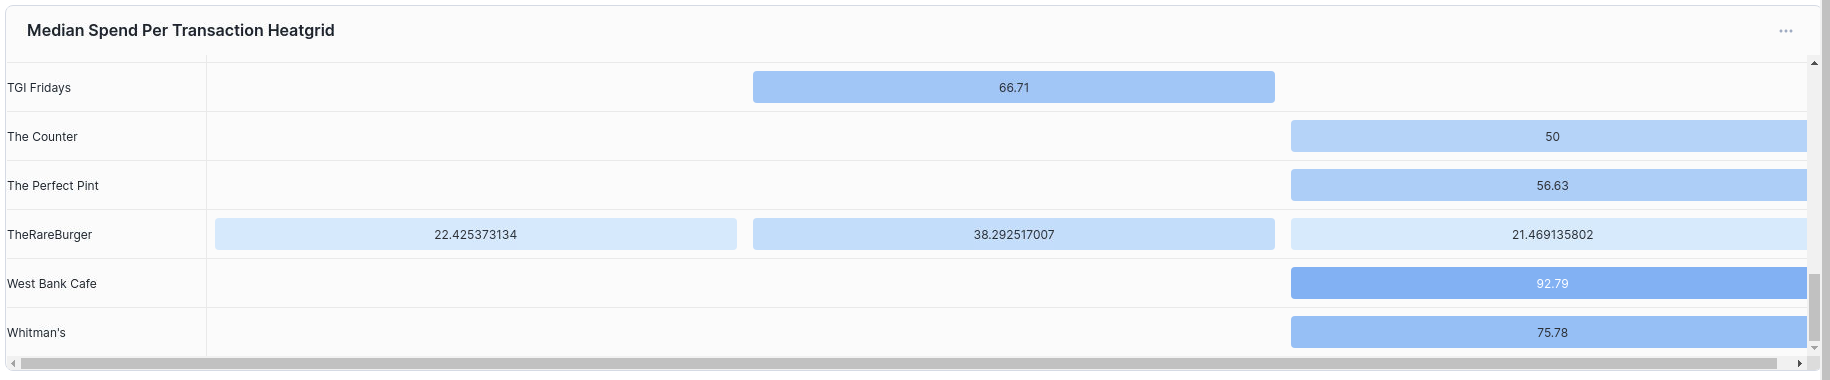 Median Spend Per Transaction Heatgrid
TGI Fridays 66.71
The Counter 50
The Perfect Pint 56.63
TheRareBurger 22.425373134 38.292517007 21.469135802
West Bank Cafe 92.79
Whitman's 75.78